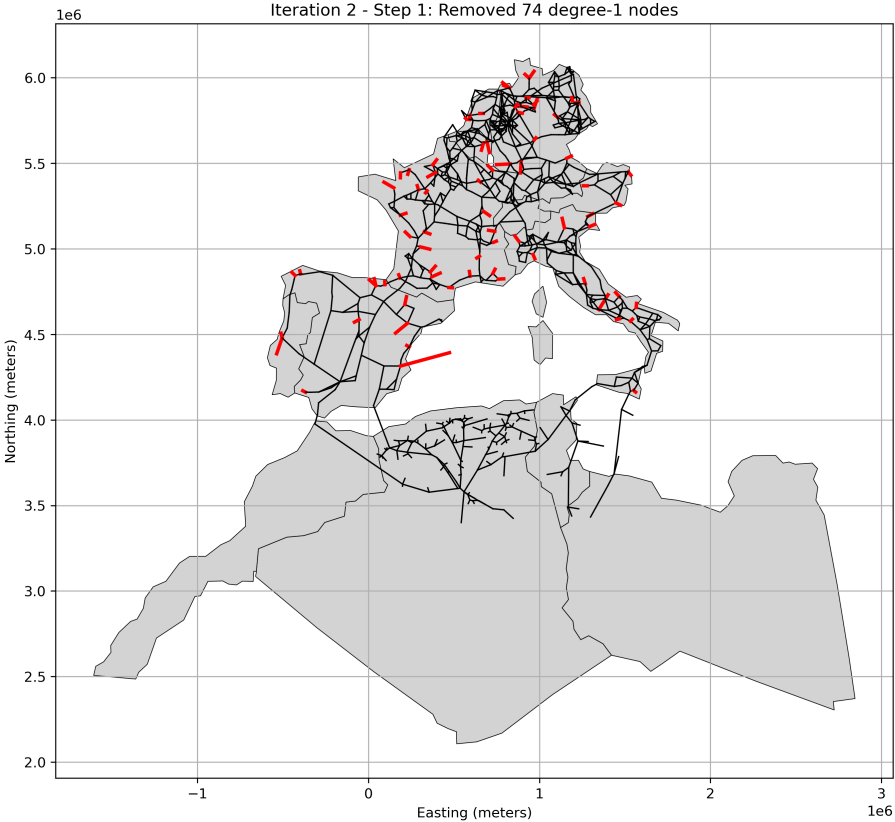 Iteration 2 - Step 1: Removed 74 degree-1 nodes
1e6
6.0
5.5
5.0
4.5
4.0
3.5
3.0
2.5
2.0
Northing (meters)
−1
0
1
2
3
Easting (meters)
1e6